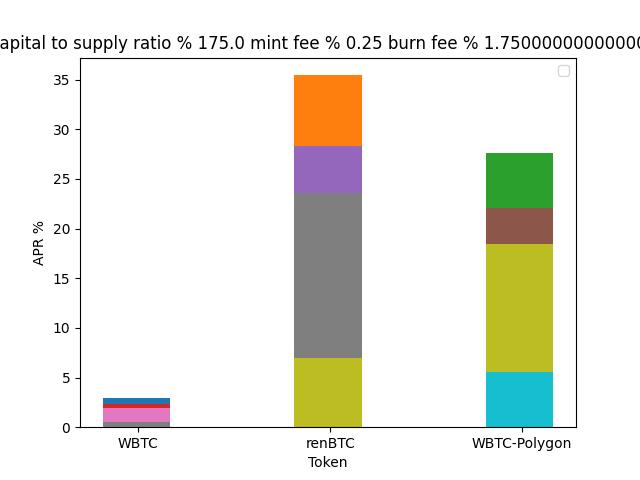 apital to supply ratio % 175.0 mint fee % 0.25 burn fee % 1.75000000000000
35
30
25
20
15
10
5
0
APR %
WBTC renBTC WBTC-Polygon
Token